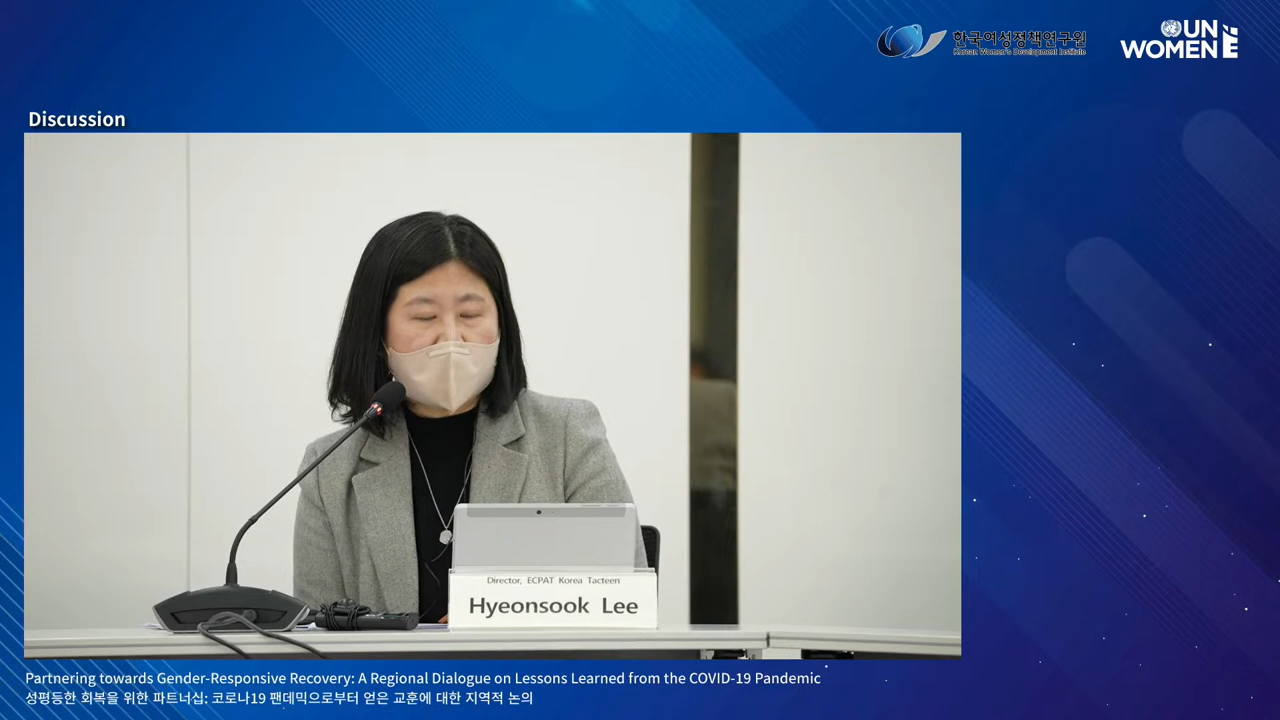 한국여성정책연구원
Korean Women's Development Institute
UN
WOMEN
Discussion
Director, ECPAT Korea Tacteen
Hyeonsook Lee
Partnering towards Gender-Responsive Recovery: A Regional Dialogue on Lessons Learned from the COVID-19 Pandemic
성평등한 회복을 위한 파트너십: 코로나19 팬데믹으로부터 얻은 교훈에 대한 지역적 논의